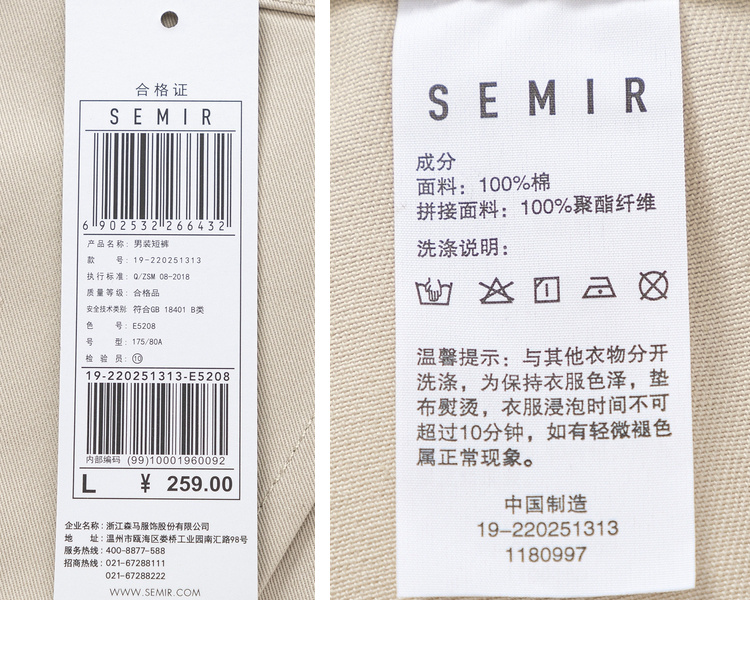 合格证
SEMIR
6 902532 266432
产品名称: 男装短裤
款 号: 19-220251313
执行标准: Q/ZSM 08-2018
质量等级: 合格品
安全技术类别 符合GB 18401 B类
色 号: E5208
号 型: 175/80A
检 验 员: ⑩
19-220251313-E5208
内部编码 (99)10001960092
L ¥ 259.00
企业名称: 浙江森马服饰股份有限公司
地 址: 温州市瓯海区娄桥工业园南汇路98号
服务热线: 400-8877-588
招商热线: 021-67288111
021-67288222
WWW.SEMIR.COM
SEMIR
成分
面料: 100%棉
拼接面料: 100%聚酯纤维
洗涤说明:
温馨提示: 与其他衣物分开
洗涤, 为保持衣服色泽, 垫
布熨烫, 衣服浸泡时间不可
超过10分钟, 如有轻微褪色
属正常现象。
中国制造
19-220251313
1180997